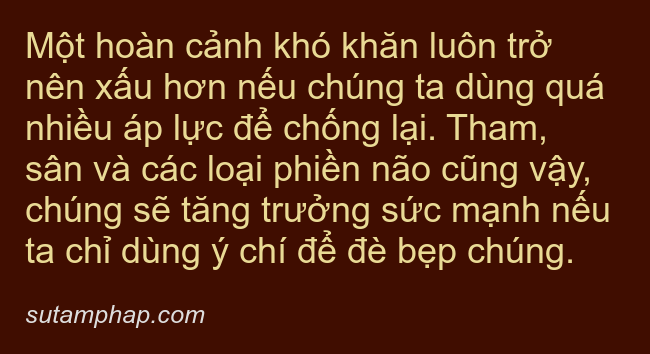 Một hoàn cảnh khó khăn luôn trở
nên xấu hơn nếu chúng ta dùng quá
nhiều áp lực để chống lại. Tham,
sân và các loại phiền não cũng vậy,
chúng sẽ tăng trưởng sức mạnh nếu
ta chỉ dùng ý chí để đè bẹp chúng.
sutamphap.com